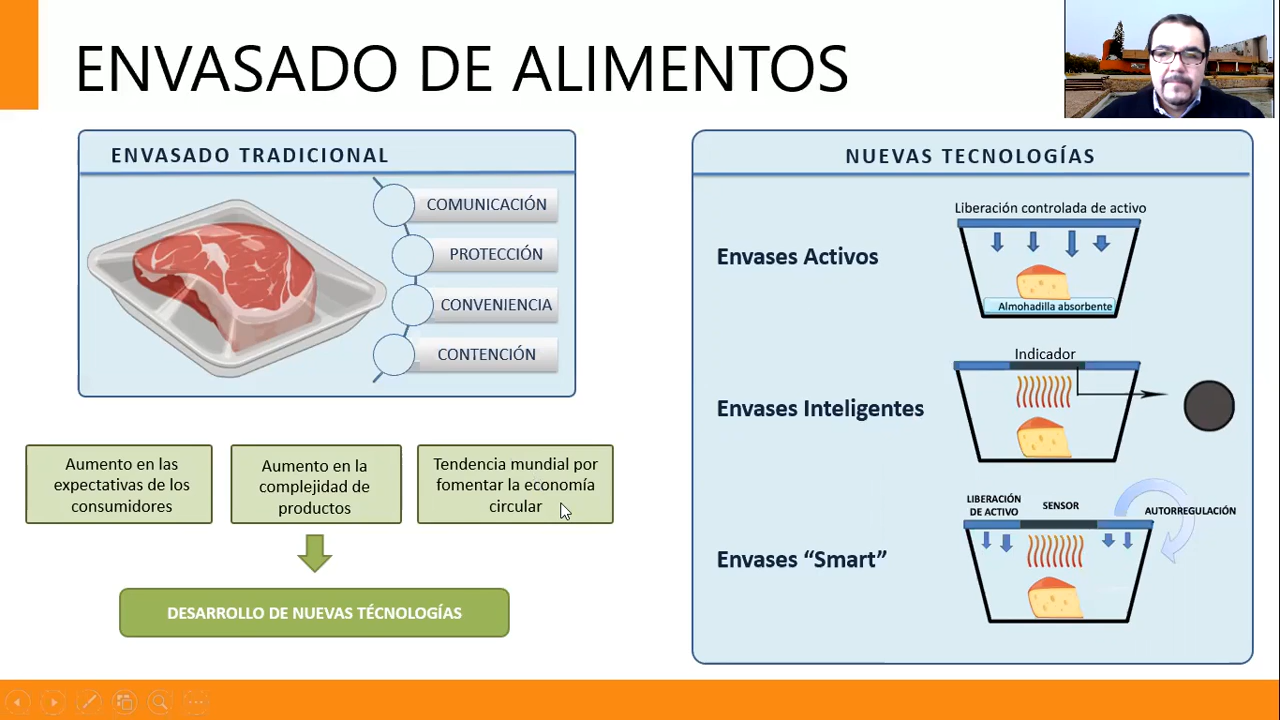 ENVASADO DE ALIMENTOS
ENVASADO TRADICIONAL
COMUNICACIÓN
PROTECCIÓN
CONVENIENCIA
CONTENCIÓN
Aumento en las
expectativas de los
consumidores
Aumento en la
complejidad de
productos
Tendencia mundial por
fomentar la economía
circular
DESARROLLO DE NUEVAS TÉCNOLOGÍAS
NUEVAS TECNOLOGÍAS
Envases Activos
Liberación controlada de activo
Almohadilla absorbente
Envases Inteligentes
Indicador
Envases “Smart”
LIBERACIÓN
DE ACTIVO
SENSOR
AUTORREGULACIÓN